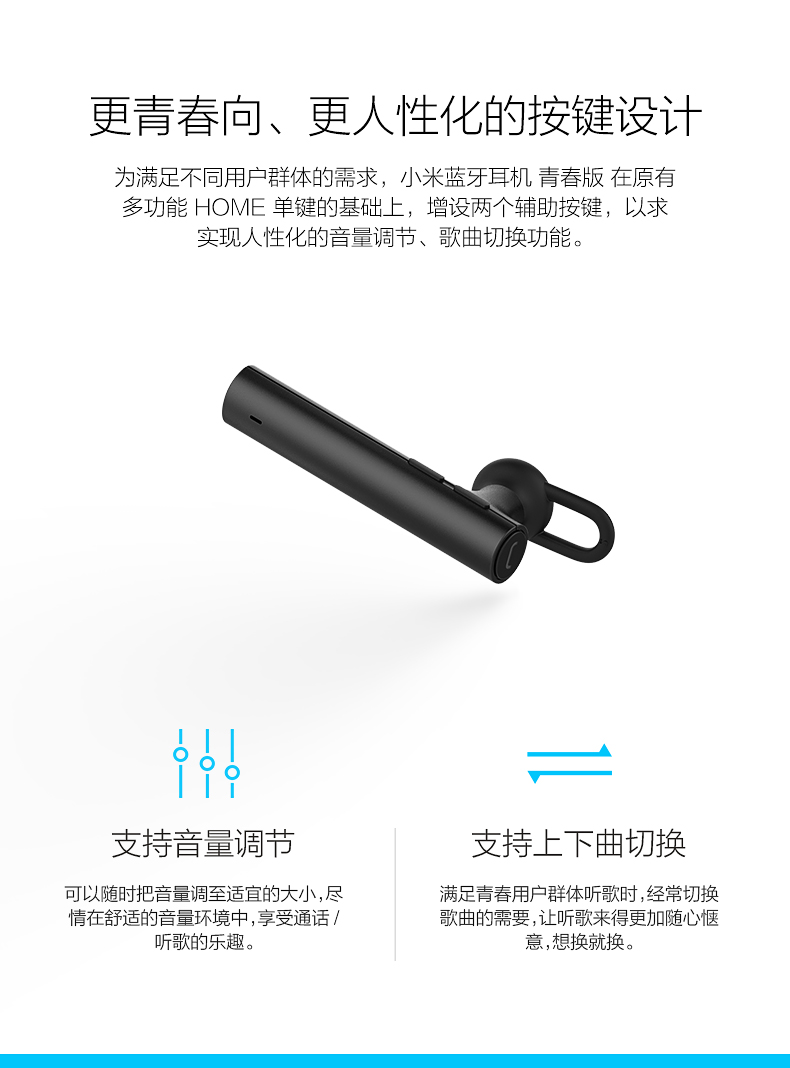 更青春向、更人性化的按键设计
为满足不同用户群体的需求，小米蓝牙耳机 青春版 在原有
多功能 HOME 单键的基础上，增设两个辅助按键，以求
实现人性化的音量调节、歌曲切换功能。
支持音量调节
可以随时把音量调至适宜的大小,尽
情在舒适的音量环境中,享受通话 /
听歌的乐趣。
支持上下曲切换
满足青春用户群体听歌时,经常切换
歌曲的需要,让听歌来得更加随心惬
意,想换就换。